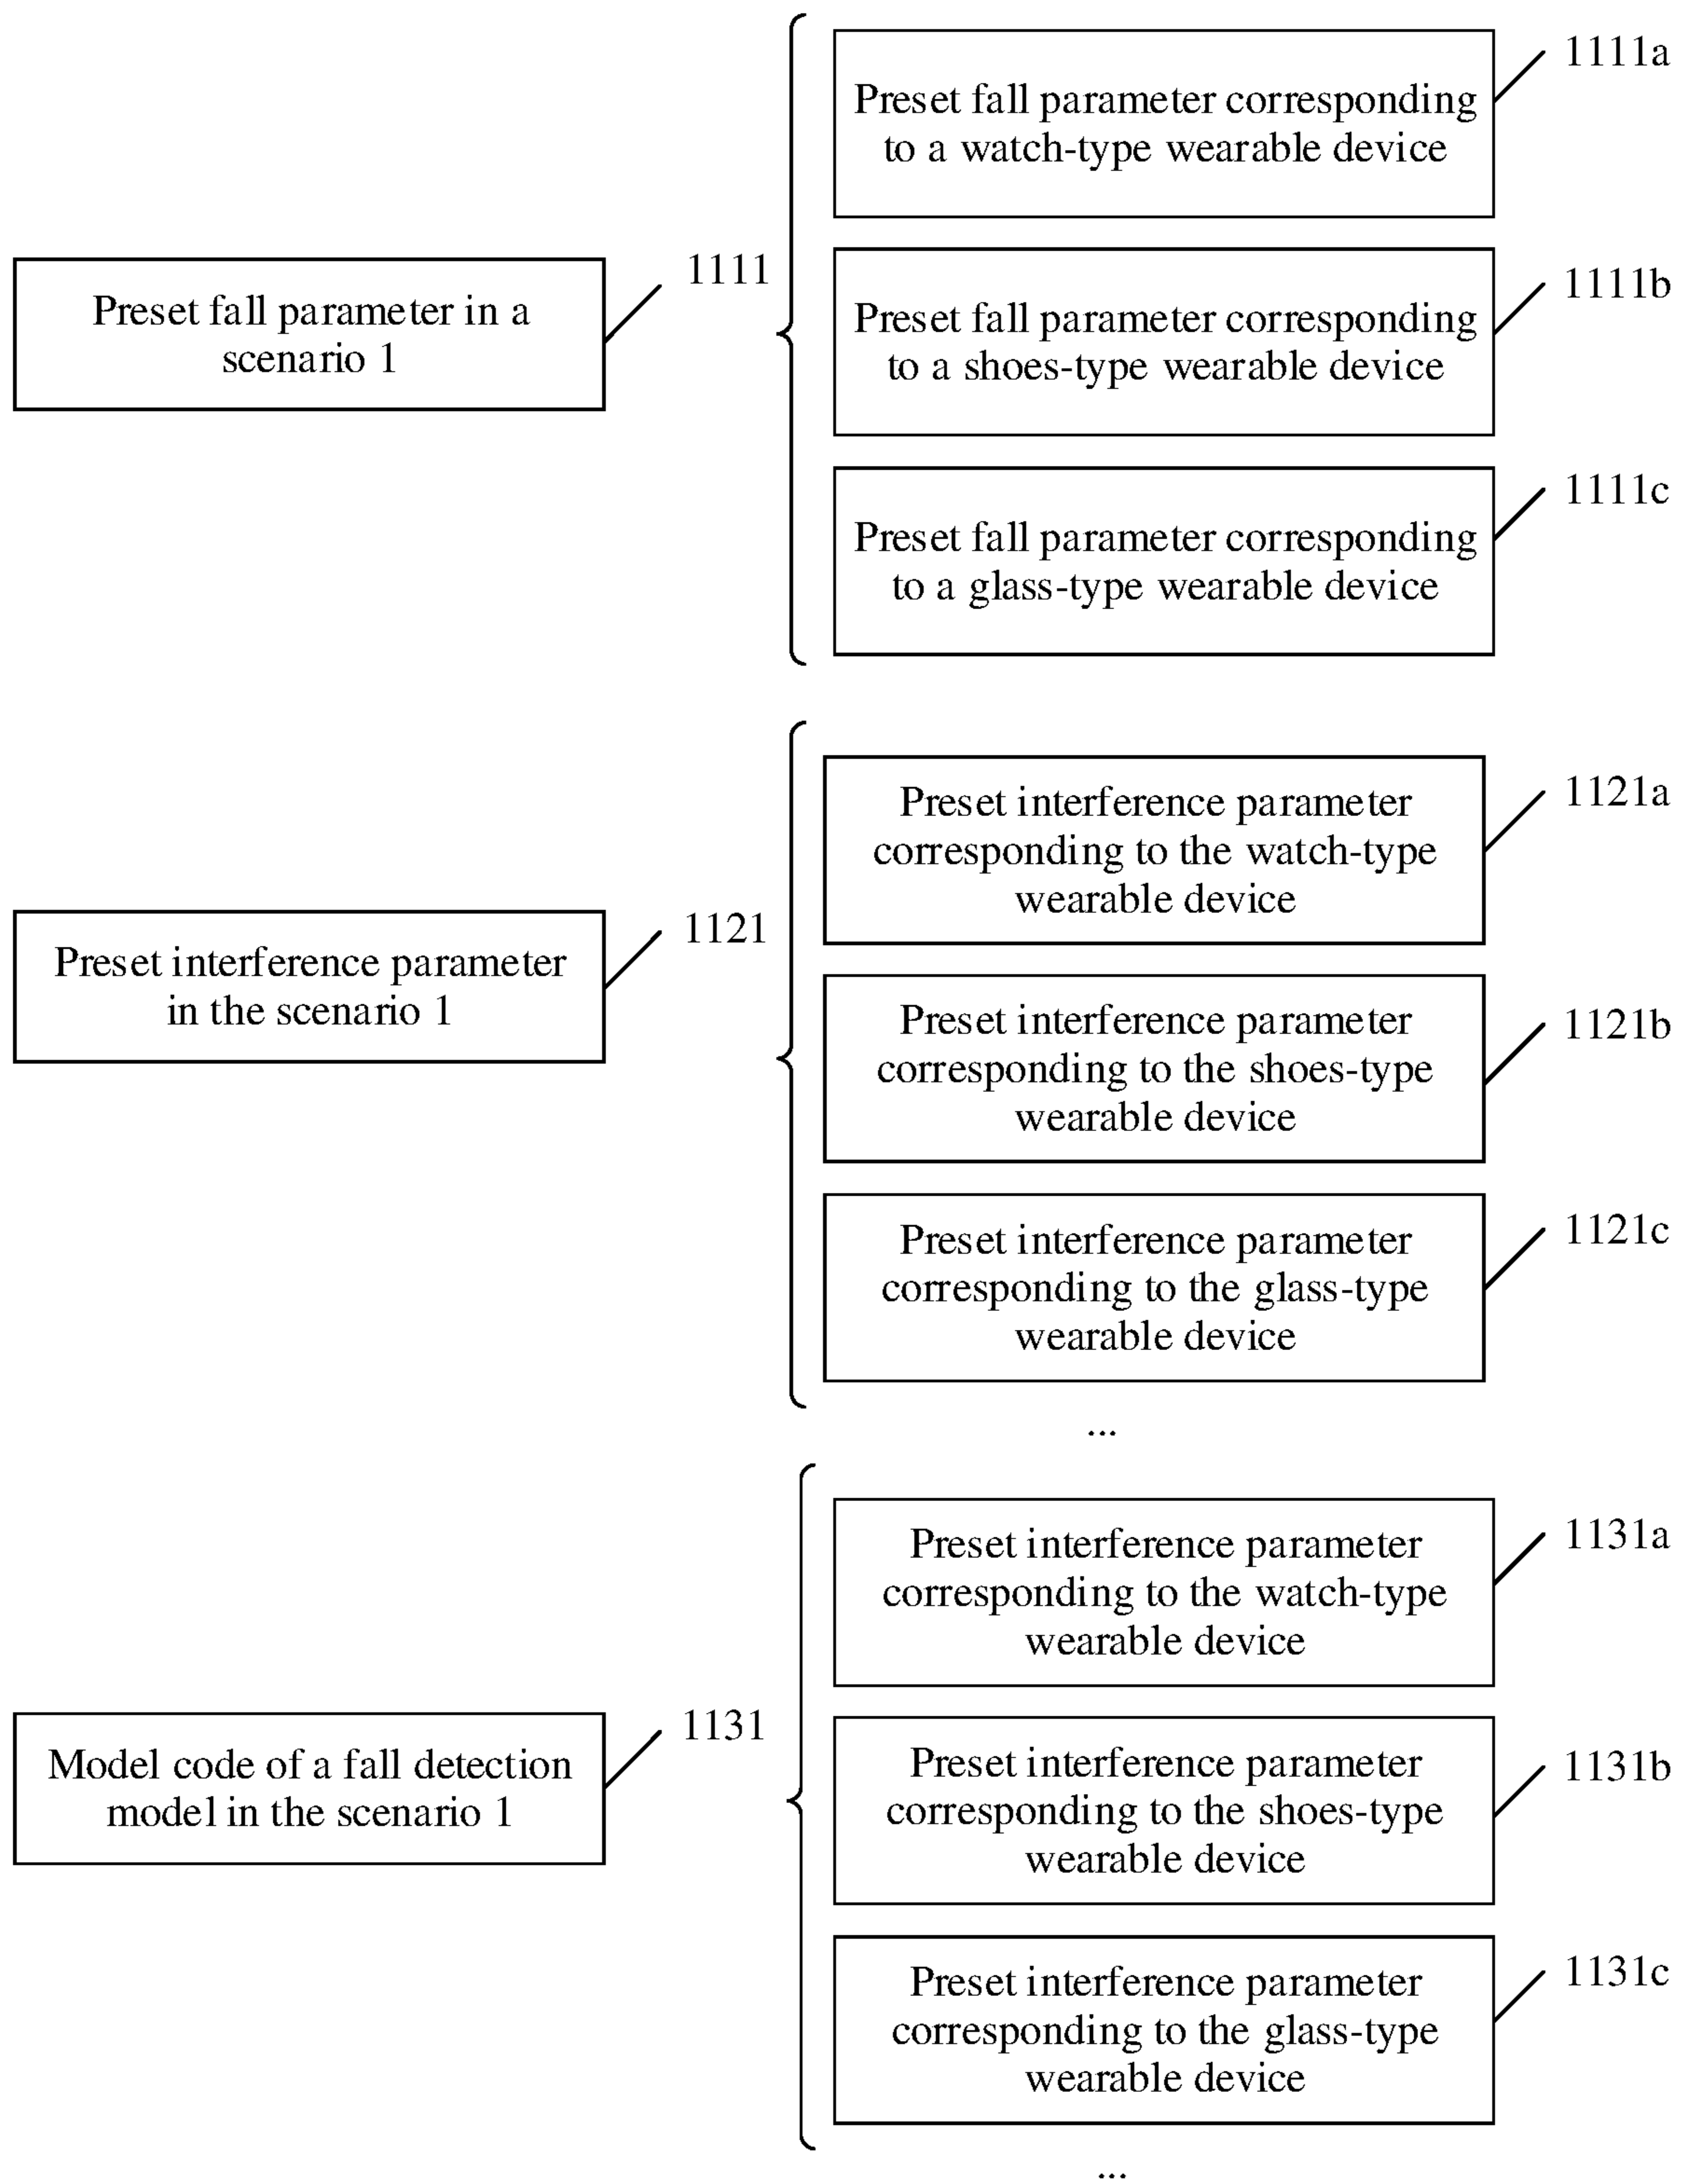 1111a
Preset fall parameter corresponding
to a watch-type wearable device
1111
Preset fall parameter in a
scenario 1
1111b
Preset fall parameter corresponding
to a shoes-type wearable device
1111c
Preset fall parameter corresponding
to a glass-type wearable device
1121a
Preset interference parameter
corresponding to the watch-type
wearable device
1121
Preset interference parameter
in the scenario 1
1121b
Preset interference parameter
corresponding to the shoes-type
wearable device
1121c
Preset interference parameter
corresponding to the glass-type
wearable device
...
1131a
Preset interference parameter
corresponding to the watch-type
wearable device
1131
Model code of a fall detection
model in the scenario 1
1131b
Preset interference parameter
corresponding to the shoes-type
wearable device
1131c
Preset interference parameter
corresponding to the glass-type
wearable device
...